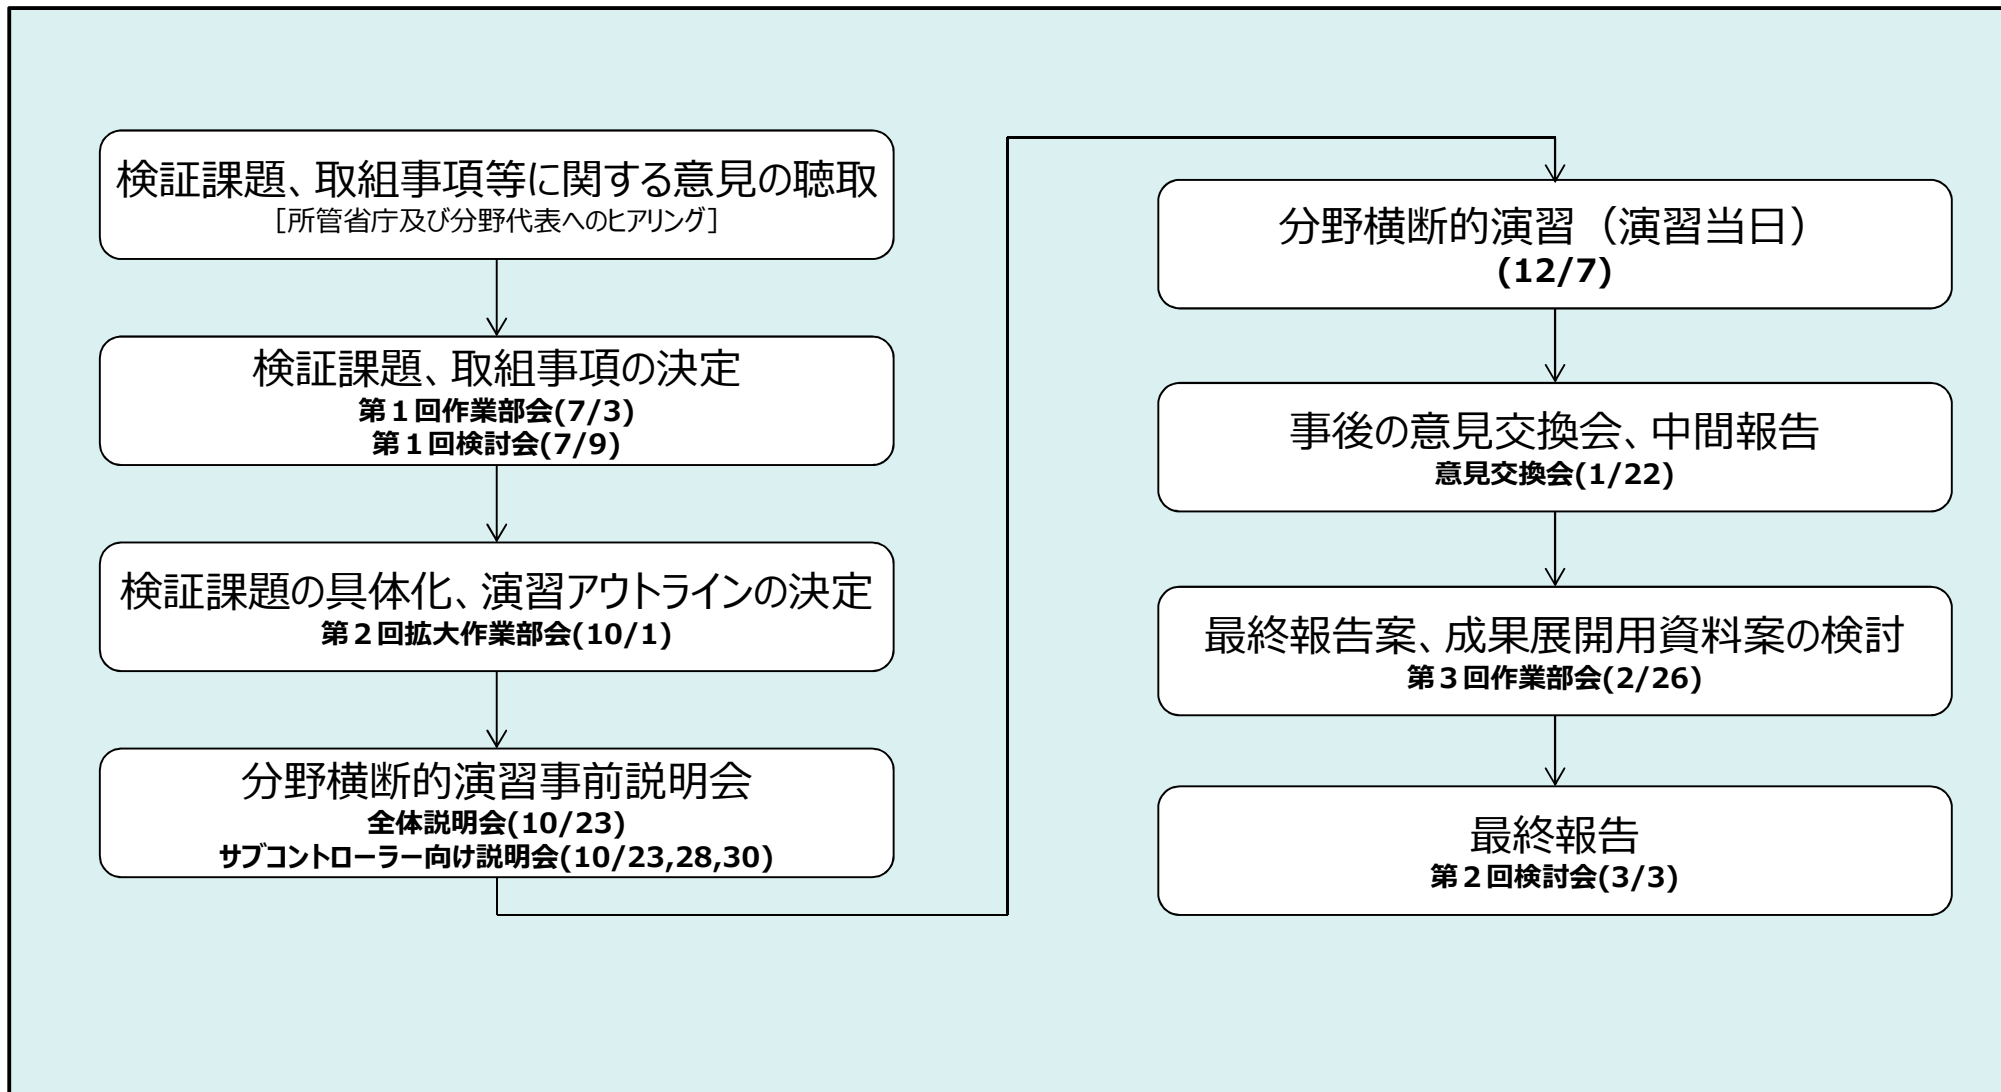 検証課題、取組事項等に関する意見の聴取
［所管省庁及び分野代表へのヒアリング］
検証課題、取組事項の決定
第１回作業部会(7/3)
第１回検討会(7/9)
検証課題の具体化、演習アウトラインの決定
第２回拡大作業部会(10/1)
分野横断的演習事前説明会
全体説明会(10/23)
サブコントローラー向け説明会(10/23,28,30)
分野横断的演習（演習当日）
(12/7)
事後の意見交換会、中間報告
意見交換会(1/22)
最終報告案、成果展開用資料案の検討
第３回作業部会(2/26)
最終報告
第２回検討会(3/3)